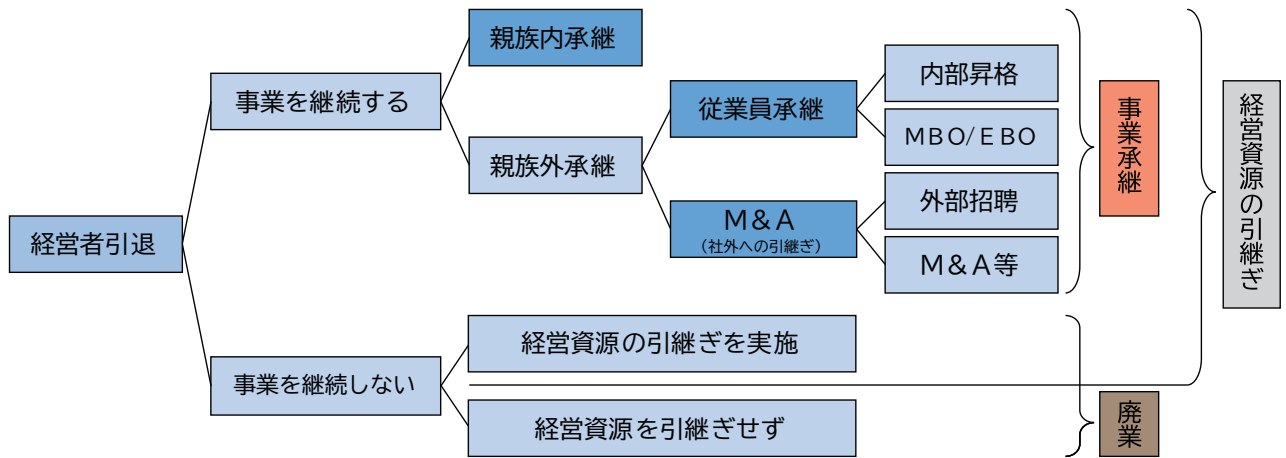 親族内承継
事業を継続する
内部昇格
従業員承継
MBO/EBO
親族外承継
外部招聘
M&A
（社外への引継ぎ）
M&A等
経営者引退
経営資源の引継ぎを実施
事業を継続しない
経営資源を引継ぎせず
事業承継
廃業
経営資源の引継ぎ